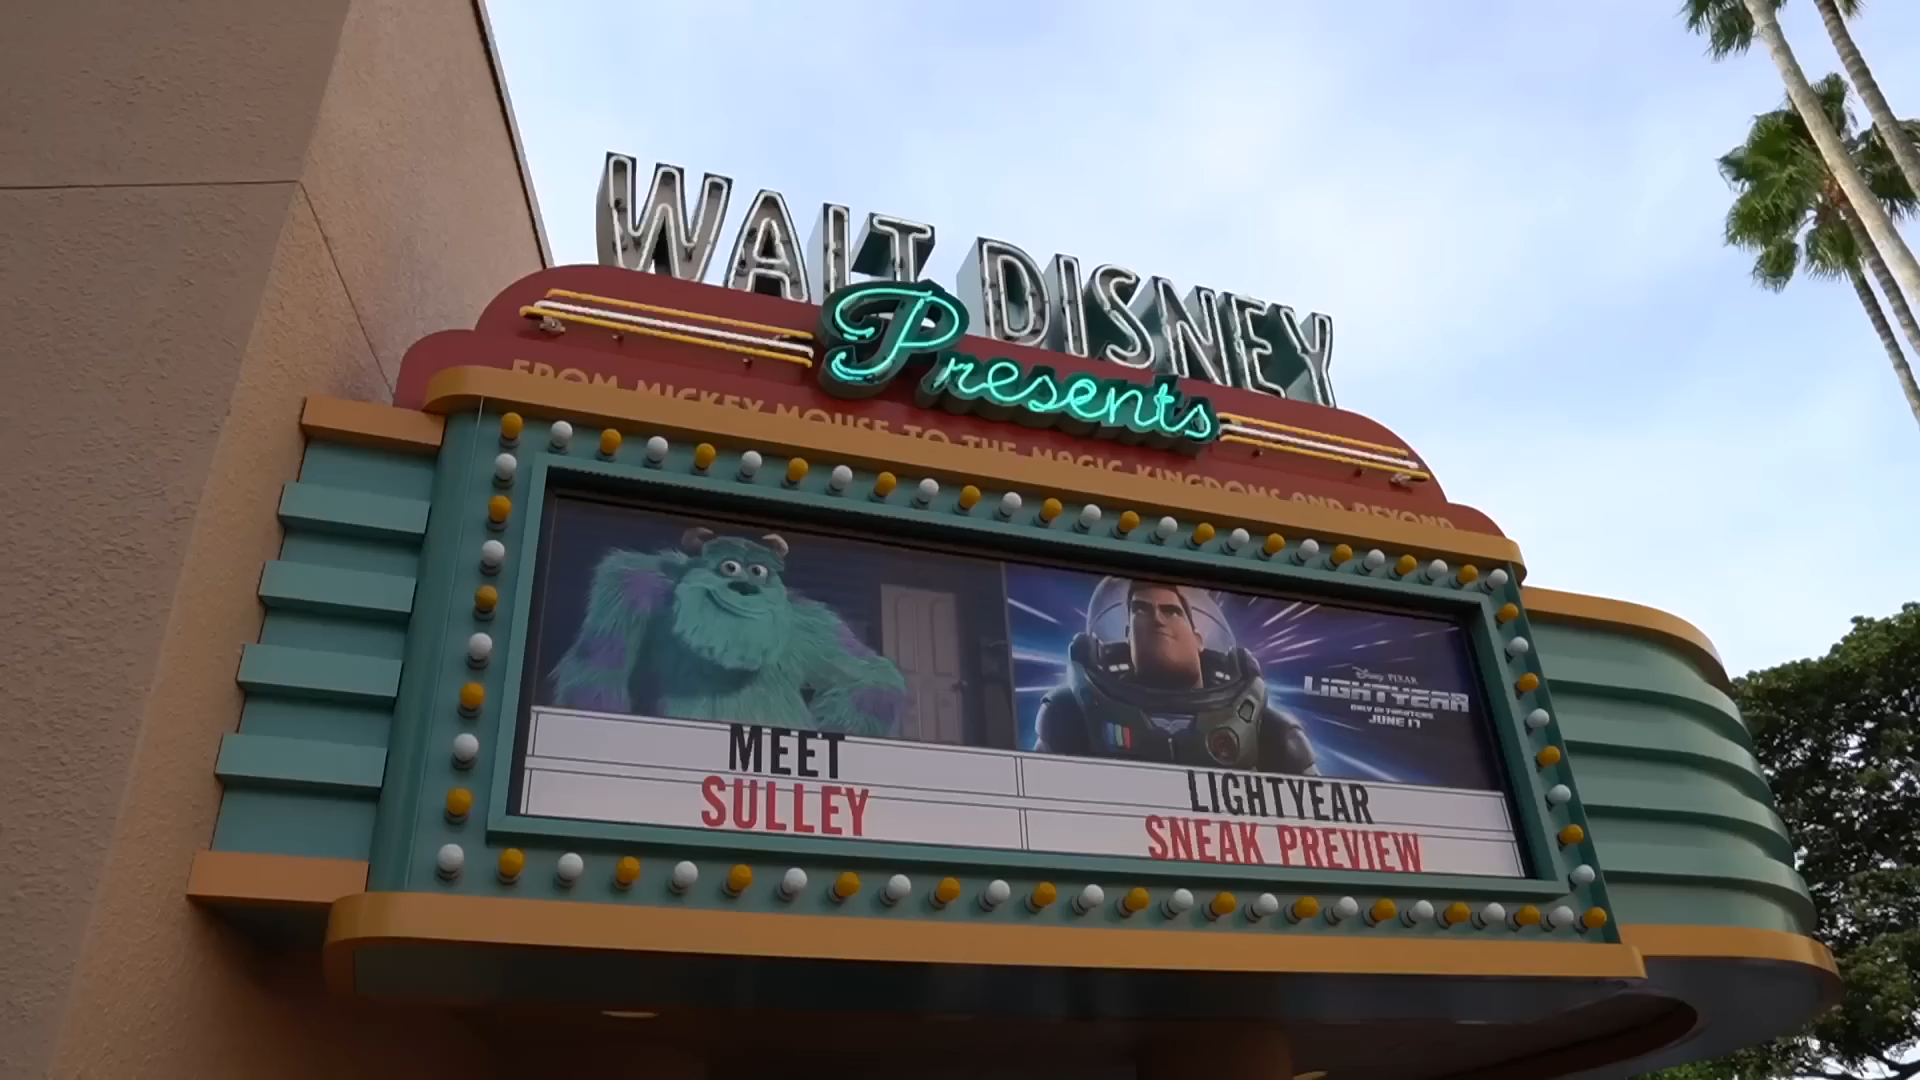 WALT DISNEY
Presents
FROM MICKEY MOUSE TO THE MAGIC KINGDOMS AND BEYOND
Disney PIXAR
LIGHTYEAR
ONLY IN THEATERS
JUNE 17
MEET
SULLEY
LIGHTYEAR
SNEAK PREVIEW